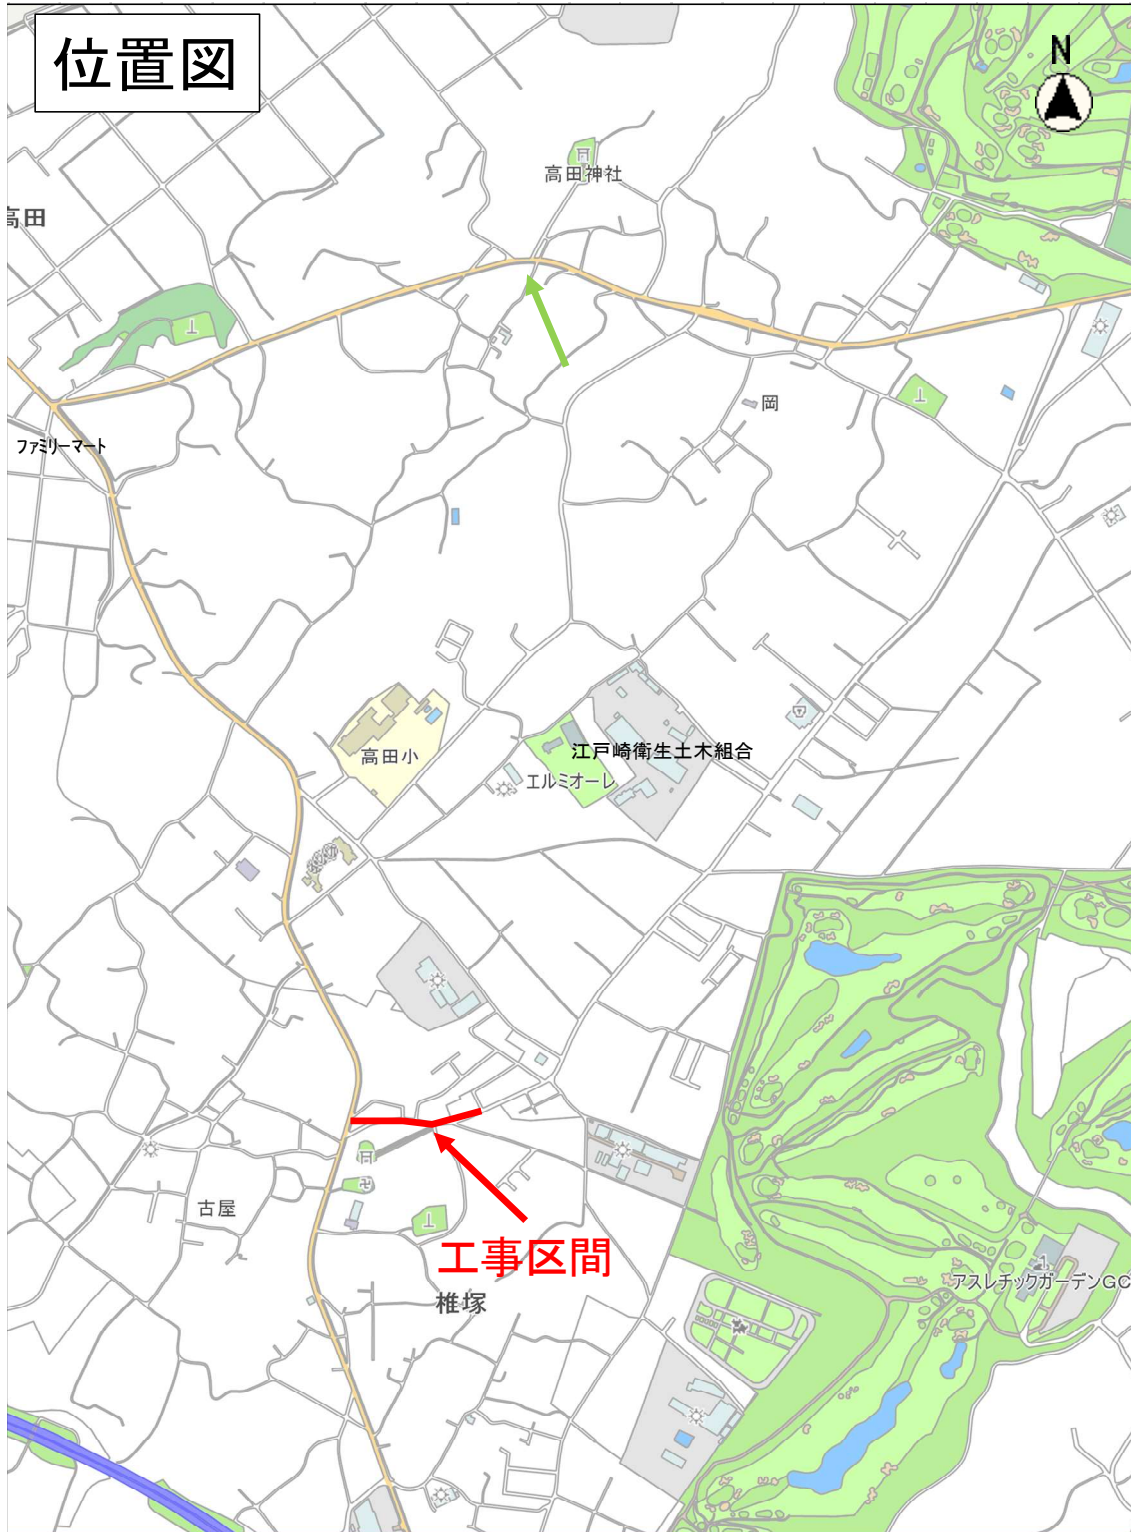 位置図
N
高田神社
高田
岡
ファミリーマート
江戸崎衛生土木組合
高田小
エルミオーレ
古屋
工事区間
アスレチックガーデンGC
椎塚